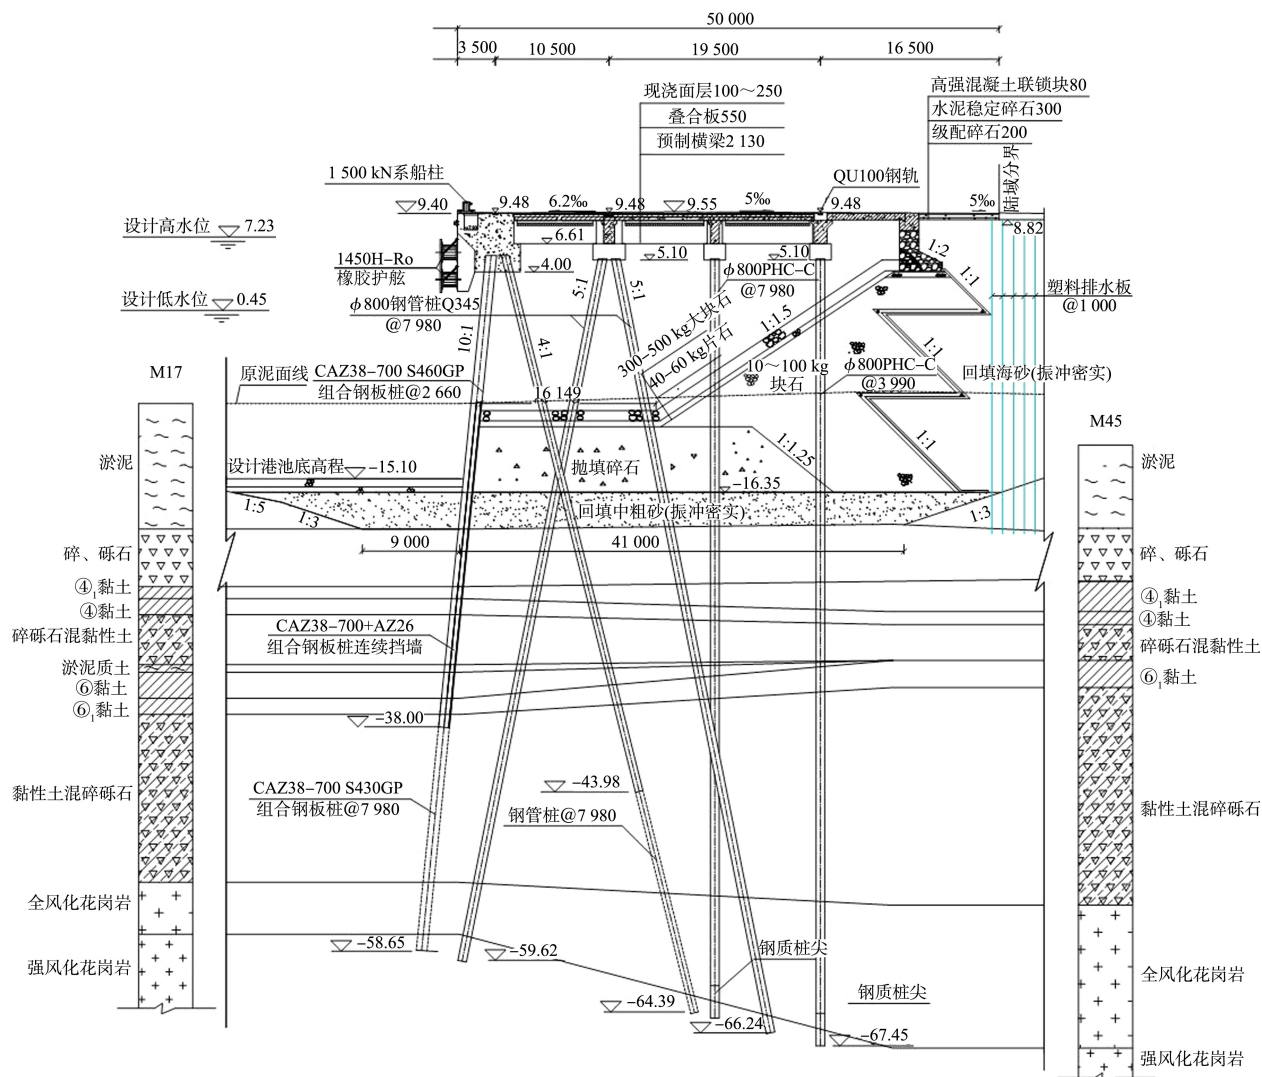 50 000
3 500
10 500
19 500
16 500
现浇面层100～250
叠合板550
预制横梁2 130
高强混凝土联锁块80
水泥稳定碎石300
级配碎石200
陆域分界
1 500 kN系船柱
QU100钢轨
9.40
9.48
6.2‰
9.48
9.55
5‰
9.48
5‰
8.82
设计高水位
7.23
6.61
5.10
5.10
4.00
1:2
1:1
1450H-Ro
橡胶护舷
设计低水位
0.45
ϕ800钢管桩Q345
@7 980
5:1
5:1
ϕ800PHC-C
@7 980
塑料排水板
@1 000
10:1
4:1
300-500 kg大块石
40-60 kg片石
1:1.5
1:1
M17
原泥面线
CAZ38-700 S460GP
组合钢板桩@2 660
16 149
10～100 kg
块石
ϕ800PHC-C
@3 990
回填海砂(振冲密实)
M45
淤泥
设计港池底高程
-15.10
抛填碎石
1:1.25
1:1
淤泥
-16.35
1:5
1:3
回填中粗砂(振冲密实)
1:3
9 000
41 000
碎、砾石
碎、砾石
④1黏土
④黏土
碎砾石混黏性土
淤泥质土
⑥黏土
⑥1黏土
④1黏土
④黏土
碎砾石混黏性土
⑥1黏土
CAZ38-700+AZ26
组合钢板桩连续挡墙
-38.00
-43.98
CAZ38-700 S430GP
组合钢板桩@7 980
钢管桩@7 980
黏性土混碎砾石
黏性土混碎砾石
全风化花岗岩
强风化花岗岩
-58.65
-59.62
钢质桩尖
钢质桩尖
全风化花岗岩
-64.39
-66.24
-67.45
强风化花岗岩